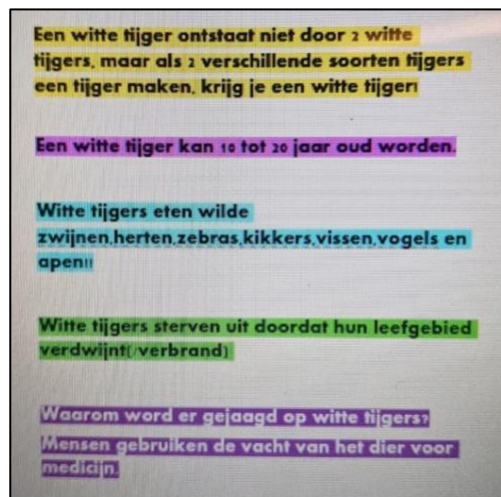 Een witte tijger ontstaat niet door 2 witte
tijgers, maar als 2 verschillende soorten tijgers
een tijger maken, krijg je een witte tijger!
Een witte tijger kan 10 tot 20 jaar oud worden.
Witte tijgers eten wilde
zwijnen,herten,zebras,kikkers,vissen,vogels en
apen!!
Witte tijgers sterven uit doordat hun leefgebied
verdwijnt(/verbrand)
Waarom word er gejaagd op witte tijgers?
Mensen gebruiken de vacht van het dier voor
medicijn.